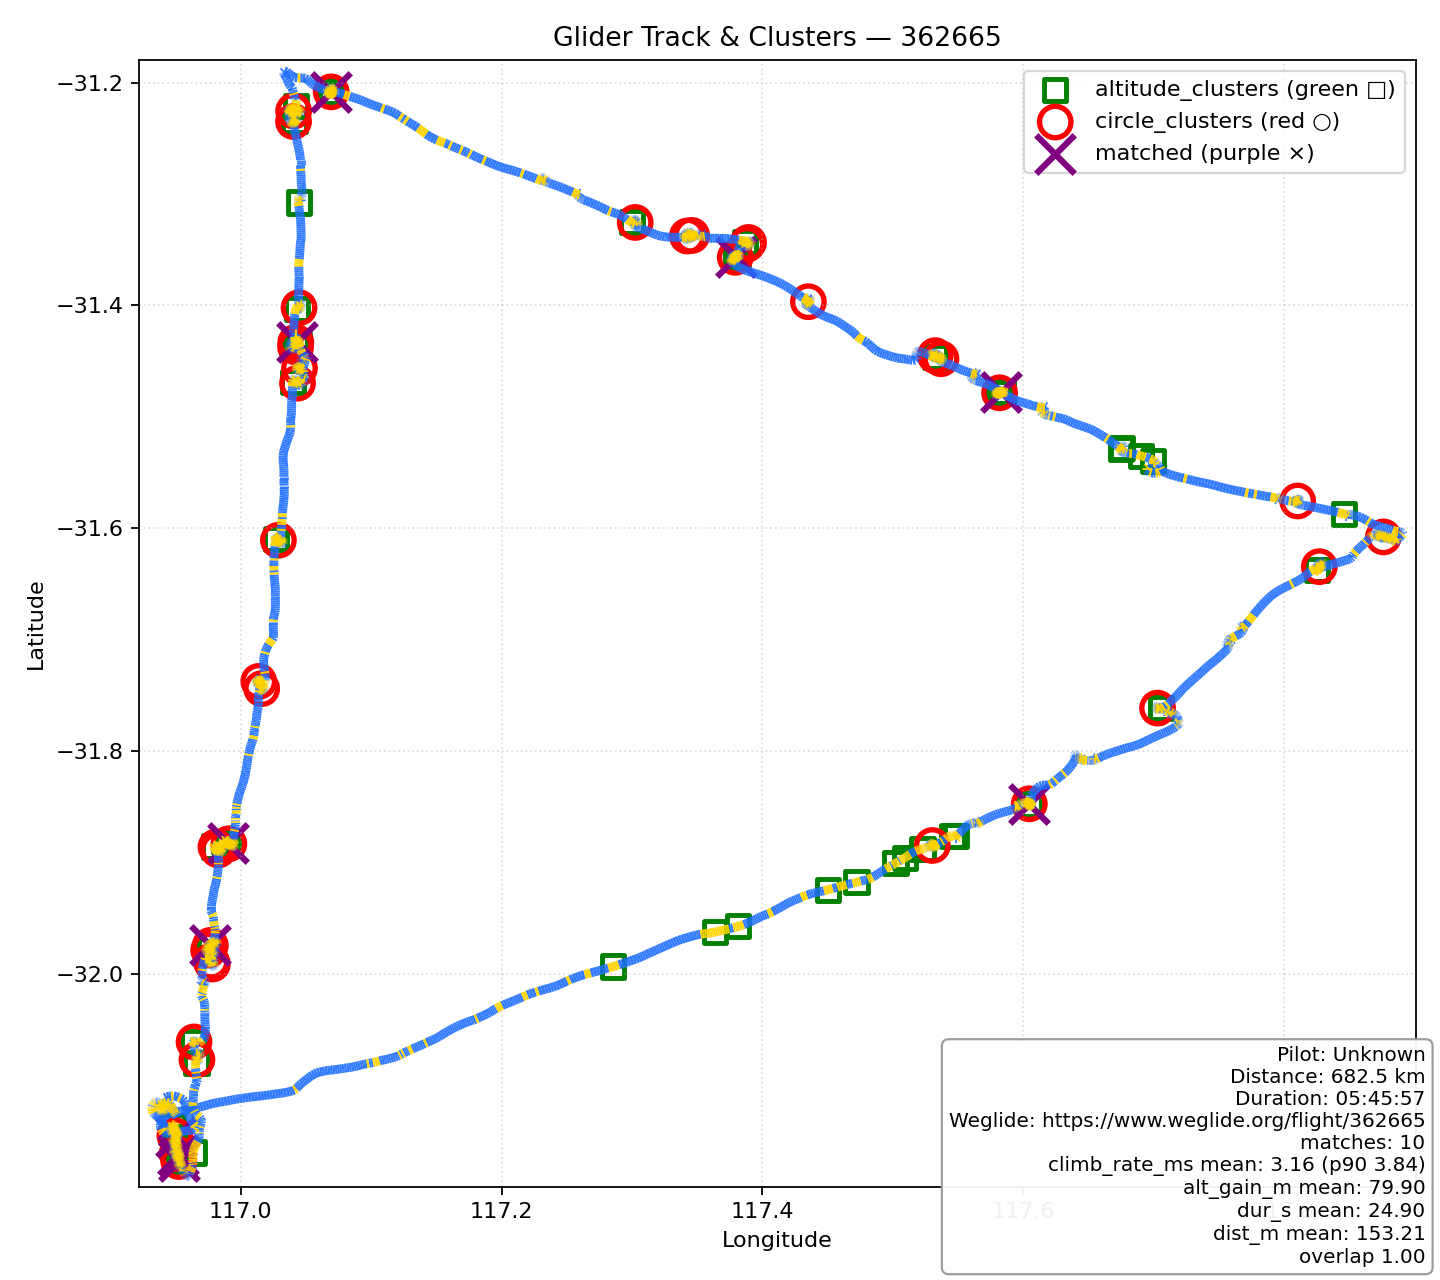 Glider Track & Clusters — 362665
altitude_clusters (green □)
circle_clusters (red ○)
matched (purple ×)
−31.2
−31.4
−31.6
−31.8
−32.0
Latitude
117.0
117.2
117.4
117.6
Longitude
Pilot: Unknown
Distance: 682.5 km
Duration: 05:45:57
Weglide: https://www.weglide.org/flight/362665
matches: 10
climb_rate_ms mean: 3.16 (p90 3.84)
alt_gain_m mean: 79.90
dur_s mean: 24.90
dist_m mean: 153.21
overlap 1.00